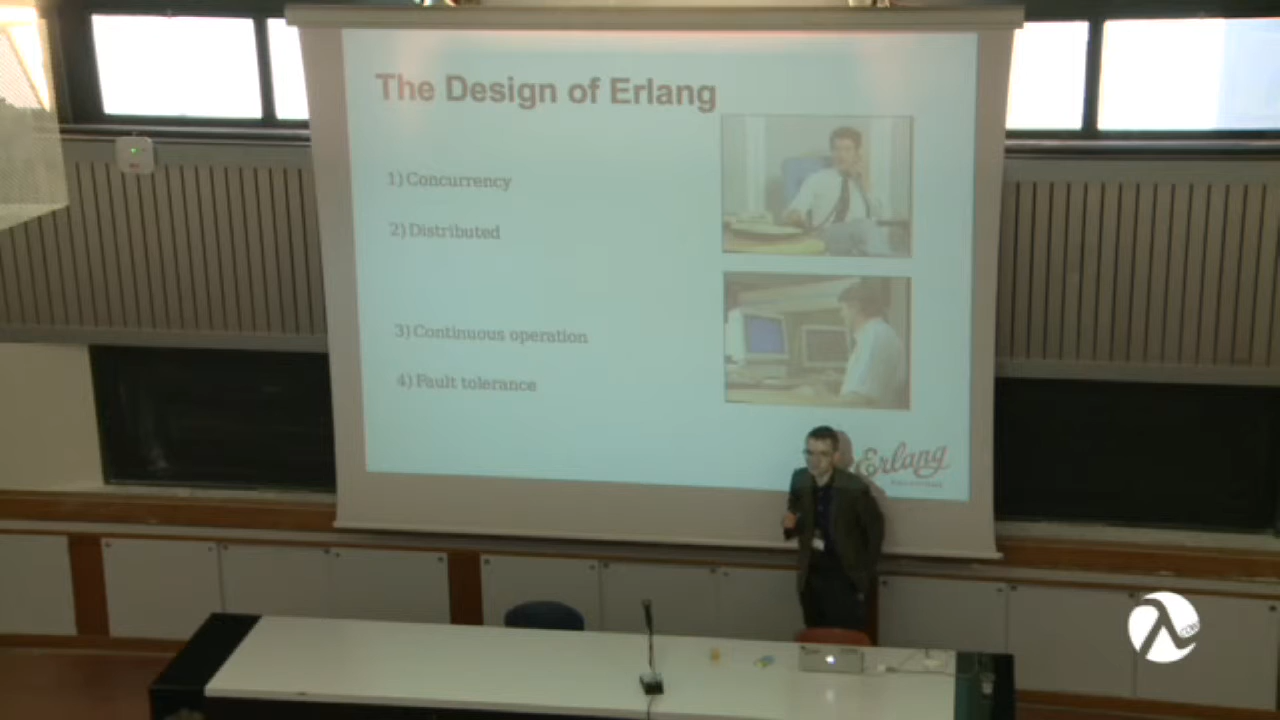 The Design of Erlang
1) Concurrency
2) Distributed
3) Continuous operation
4) Fault tolerance
Erlang